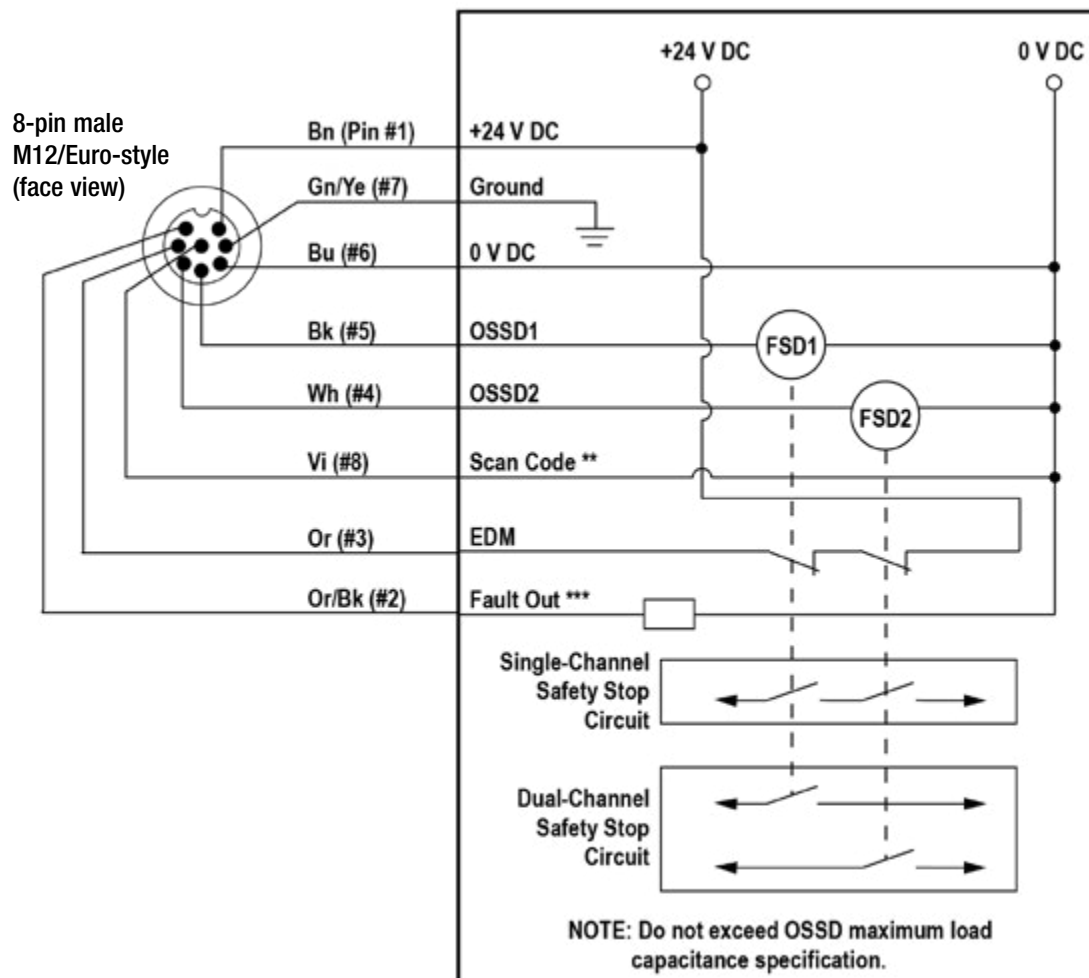 +24 V DC
0 V DC
8-pin male
M12/Euro-style
(face view)
Bn (Pin #1)
+24 V DC
Gn/Ye (#7)
Ground
Bu (#6)
0 V DC
Bk (#5)
OSSD1
FSD1
Wh (#4)
OSSD2
FSD2
Vi (#8)
Scan Code **
Or (#3)
EDM
Or/Bk (#2)
Fault Out ***
Single-Channel
Safety Stop
Circuit
Dual-Channel
Safety Stop
Circuit
NOTE: Do not exceed OSSD maximum load
capacitance specification.